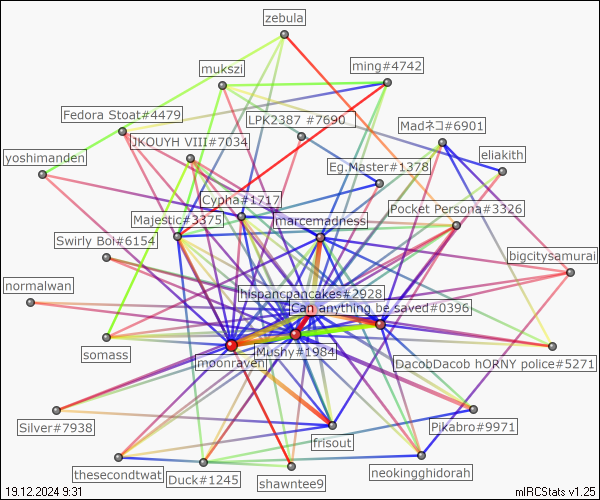 zebula
ming#4742
mukszi
Fedora Stoat#4479
LPK2387 #7690
Madネコ#6901
JKOUYH VIII#7034
yoshimanden
eliakith
Eg.Master#1378
Cypha#1717
Pocket Persona#3326
Majestic#3375
marcemadness
Swirly Boi#6154
bigcitysamurai
normalwan
hispancpancakes#2928
Can anything be saved#0396
somass
moonraven
Mushy#1984
DacobDacob hORNY police#5271
Silver#7938
Pikabro#9971
frisout
thesecondtwat
Duck#1245
shawntee9
neokingghidorah
19.12.2024 9:31
mIRCStats v1.25